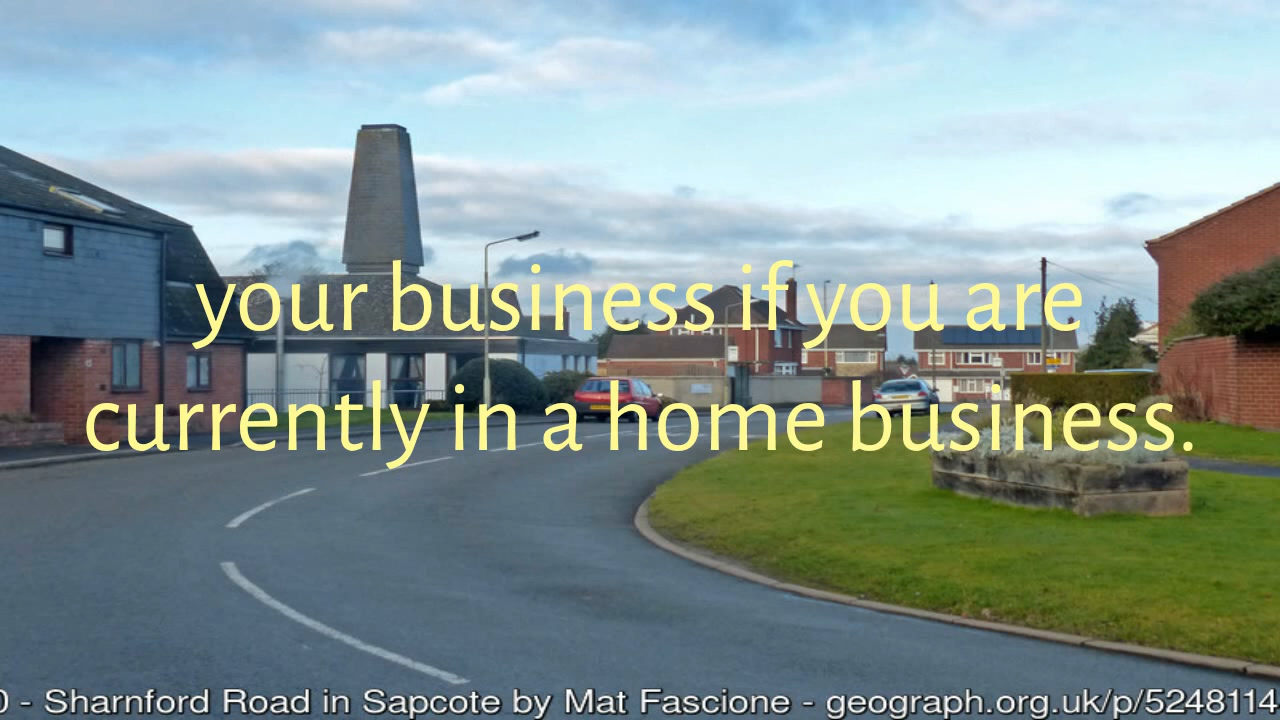 your business if you are
currently in a home business.
0 - Sharnford Road in Sapcote by Mat Fascione - geograph.org.uk/p/5248114